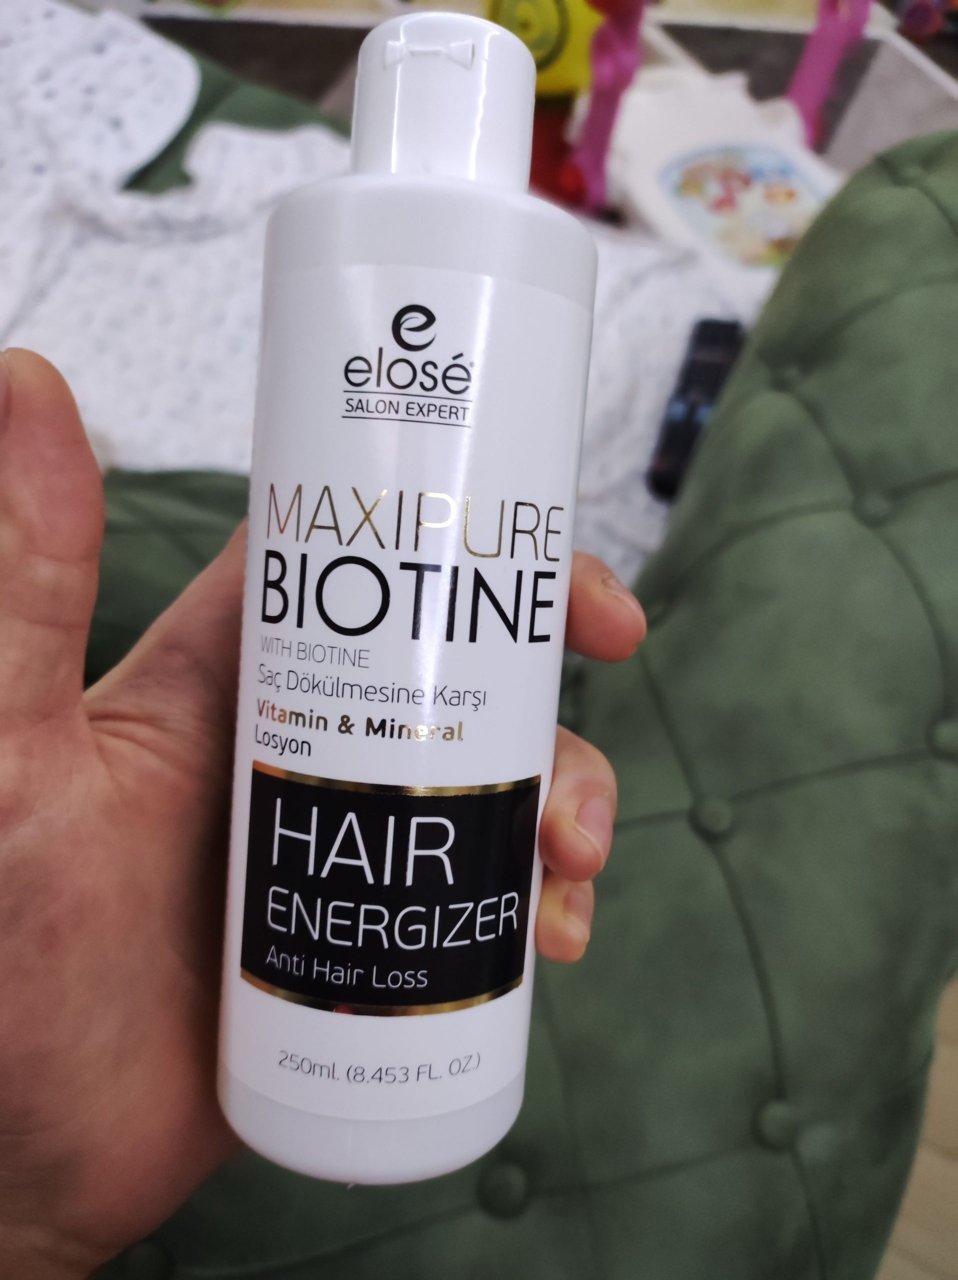 elosé
SALON EXPERT
MAXIPURE
BIOTINE
WITH BIOTINE
Saç Dökülmesine Karşı
Vitamin & Mineral
Losyon
HAIR
ENERGIZER
Anti Hair Loss
250ml. (8.453 FL. OZ.)